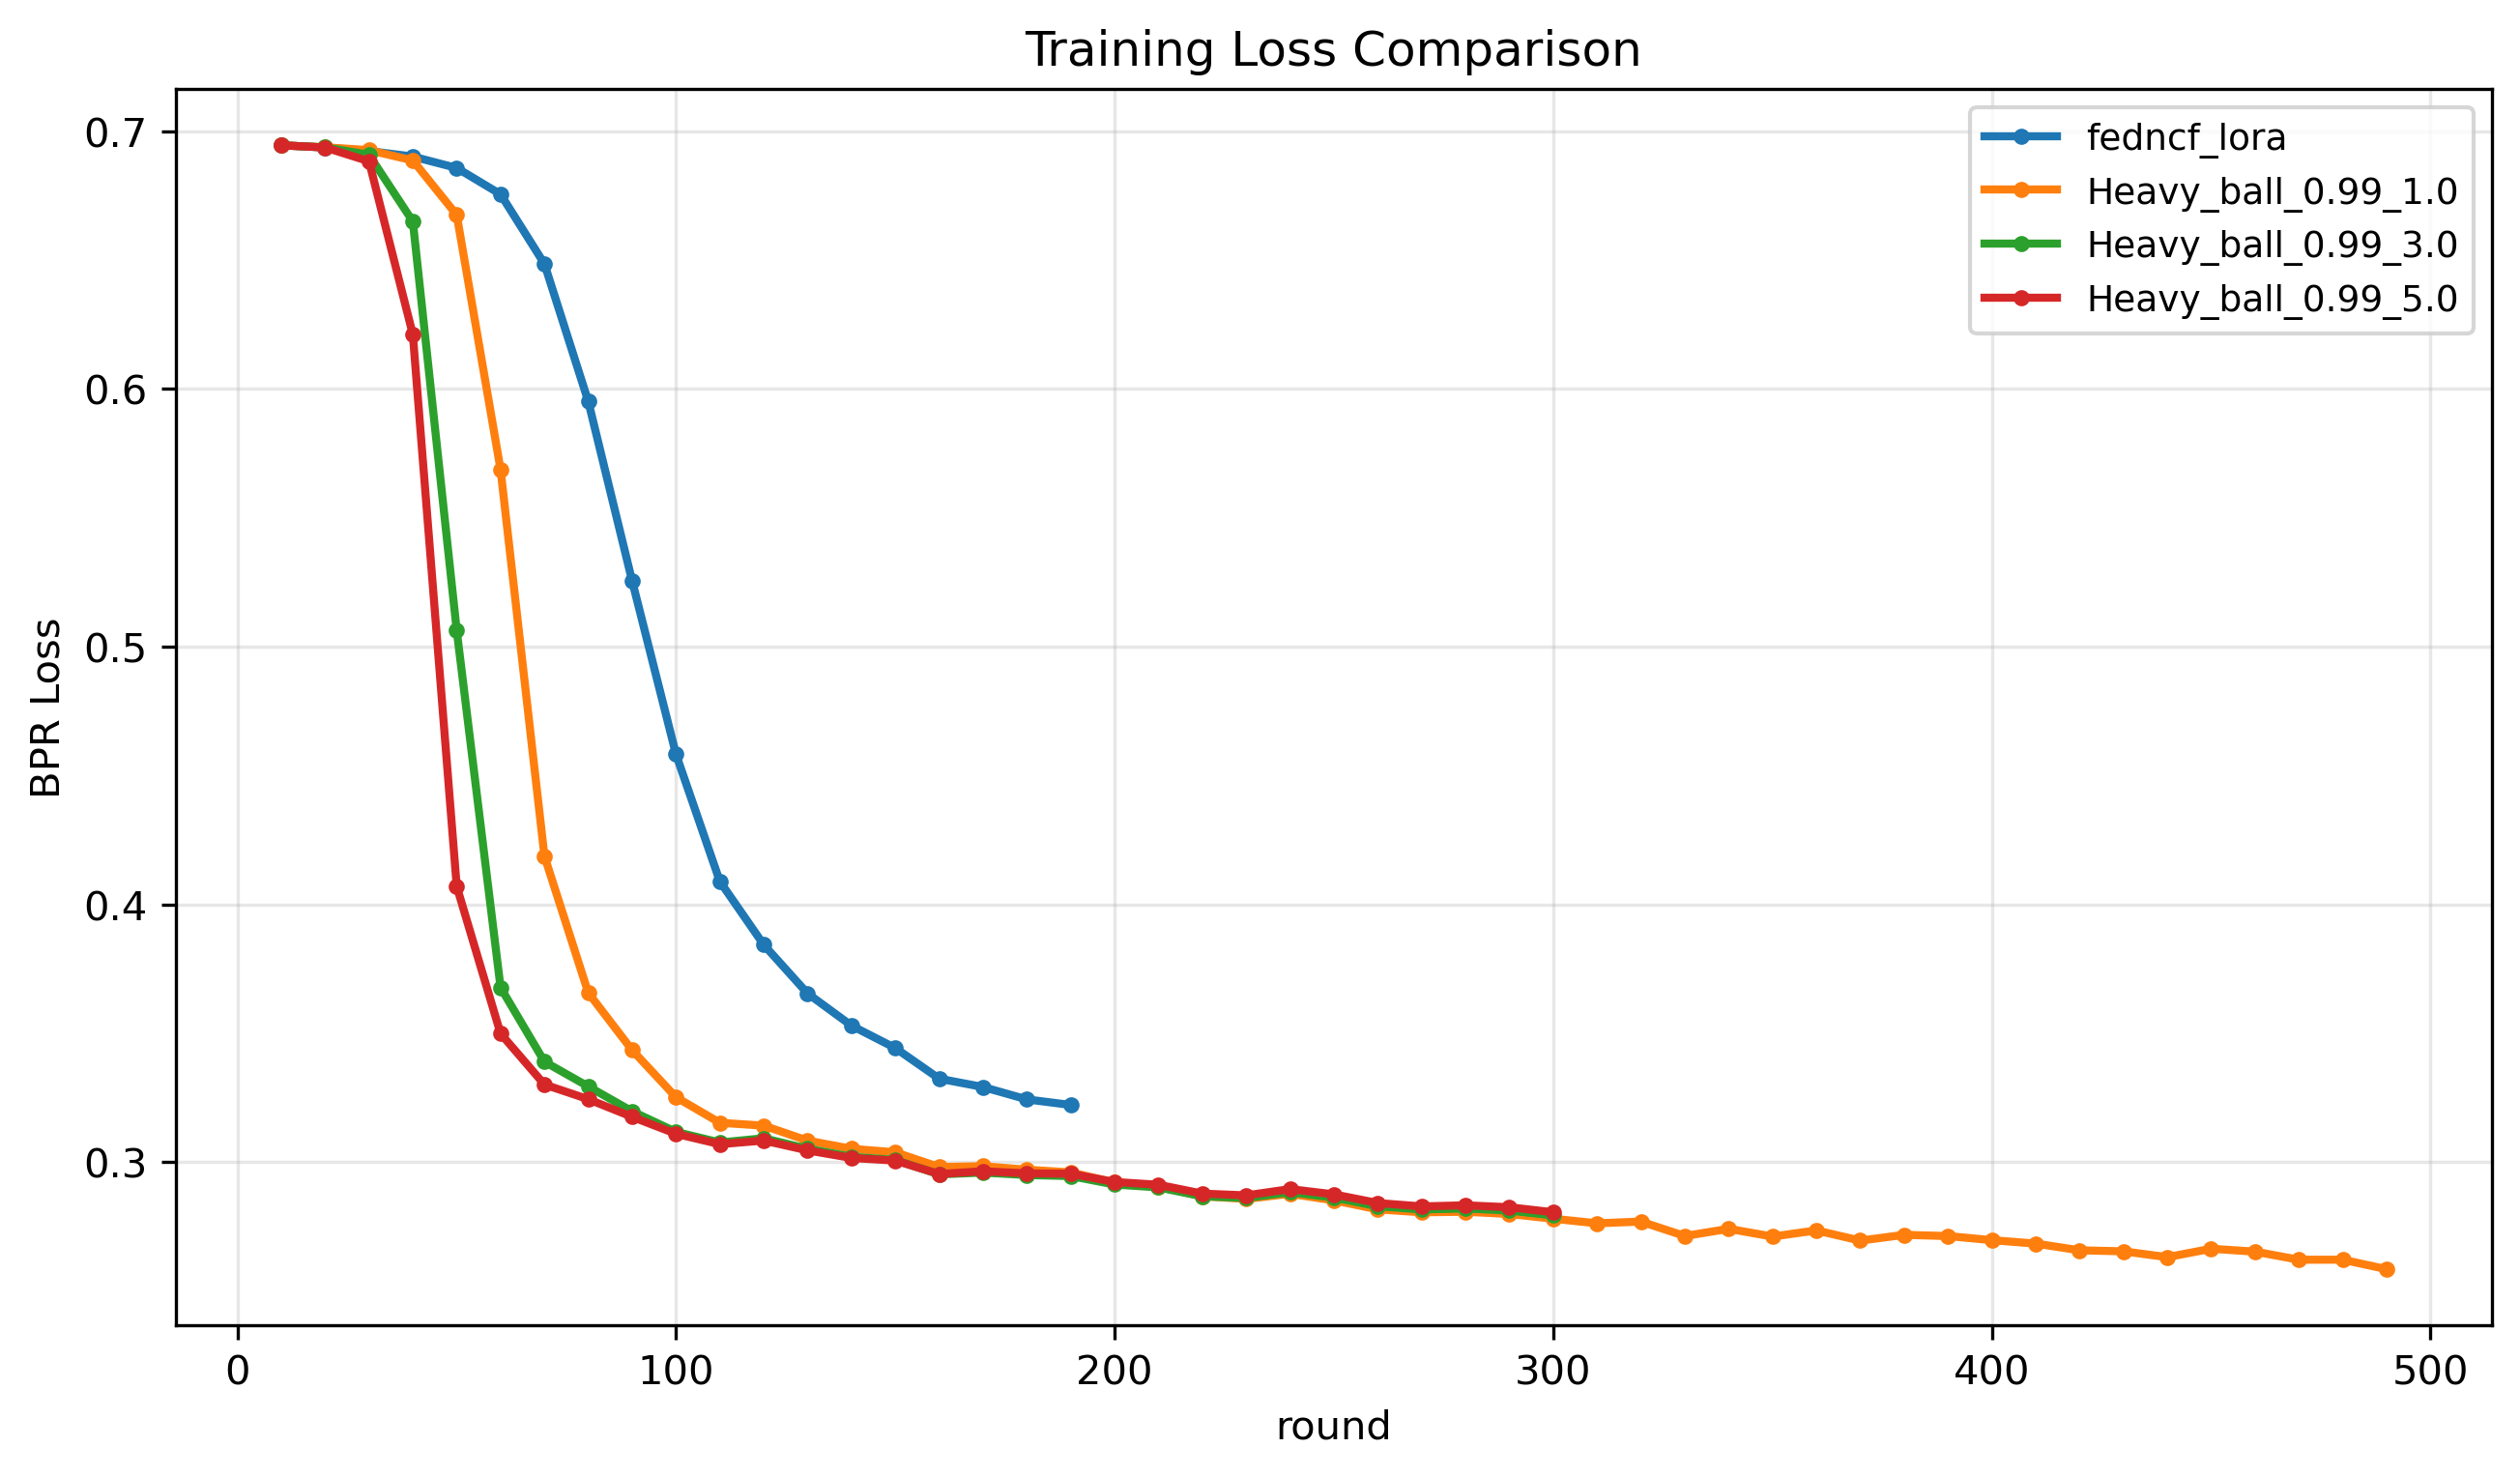 Training Loss Comparison
fedncf_lora
Heavy_ball_0.99_1.0
Heavy_ball_0.99_3.0
Heavy_ball_0.99_5.0
0.7
0.6
0.5
0.4
0.3
BPR Loss
0 100 200 300 400 500
round